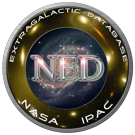 EXTRAGALACTIC DATABASE
NED
NASA IPAC